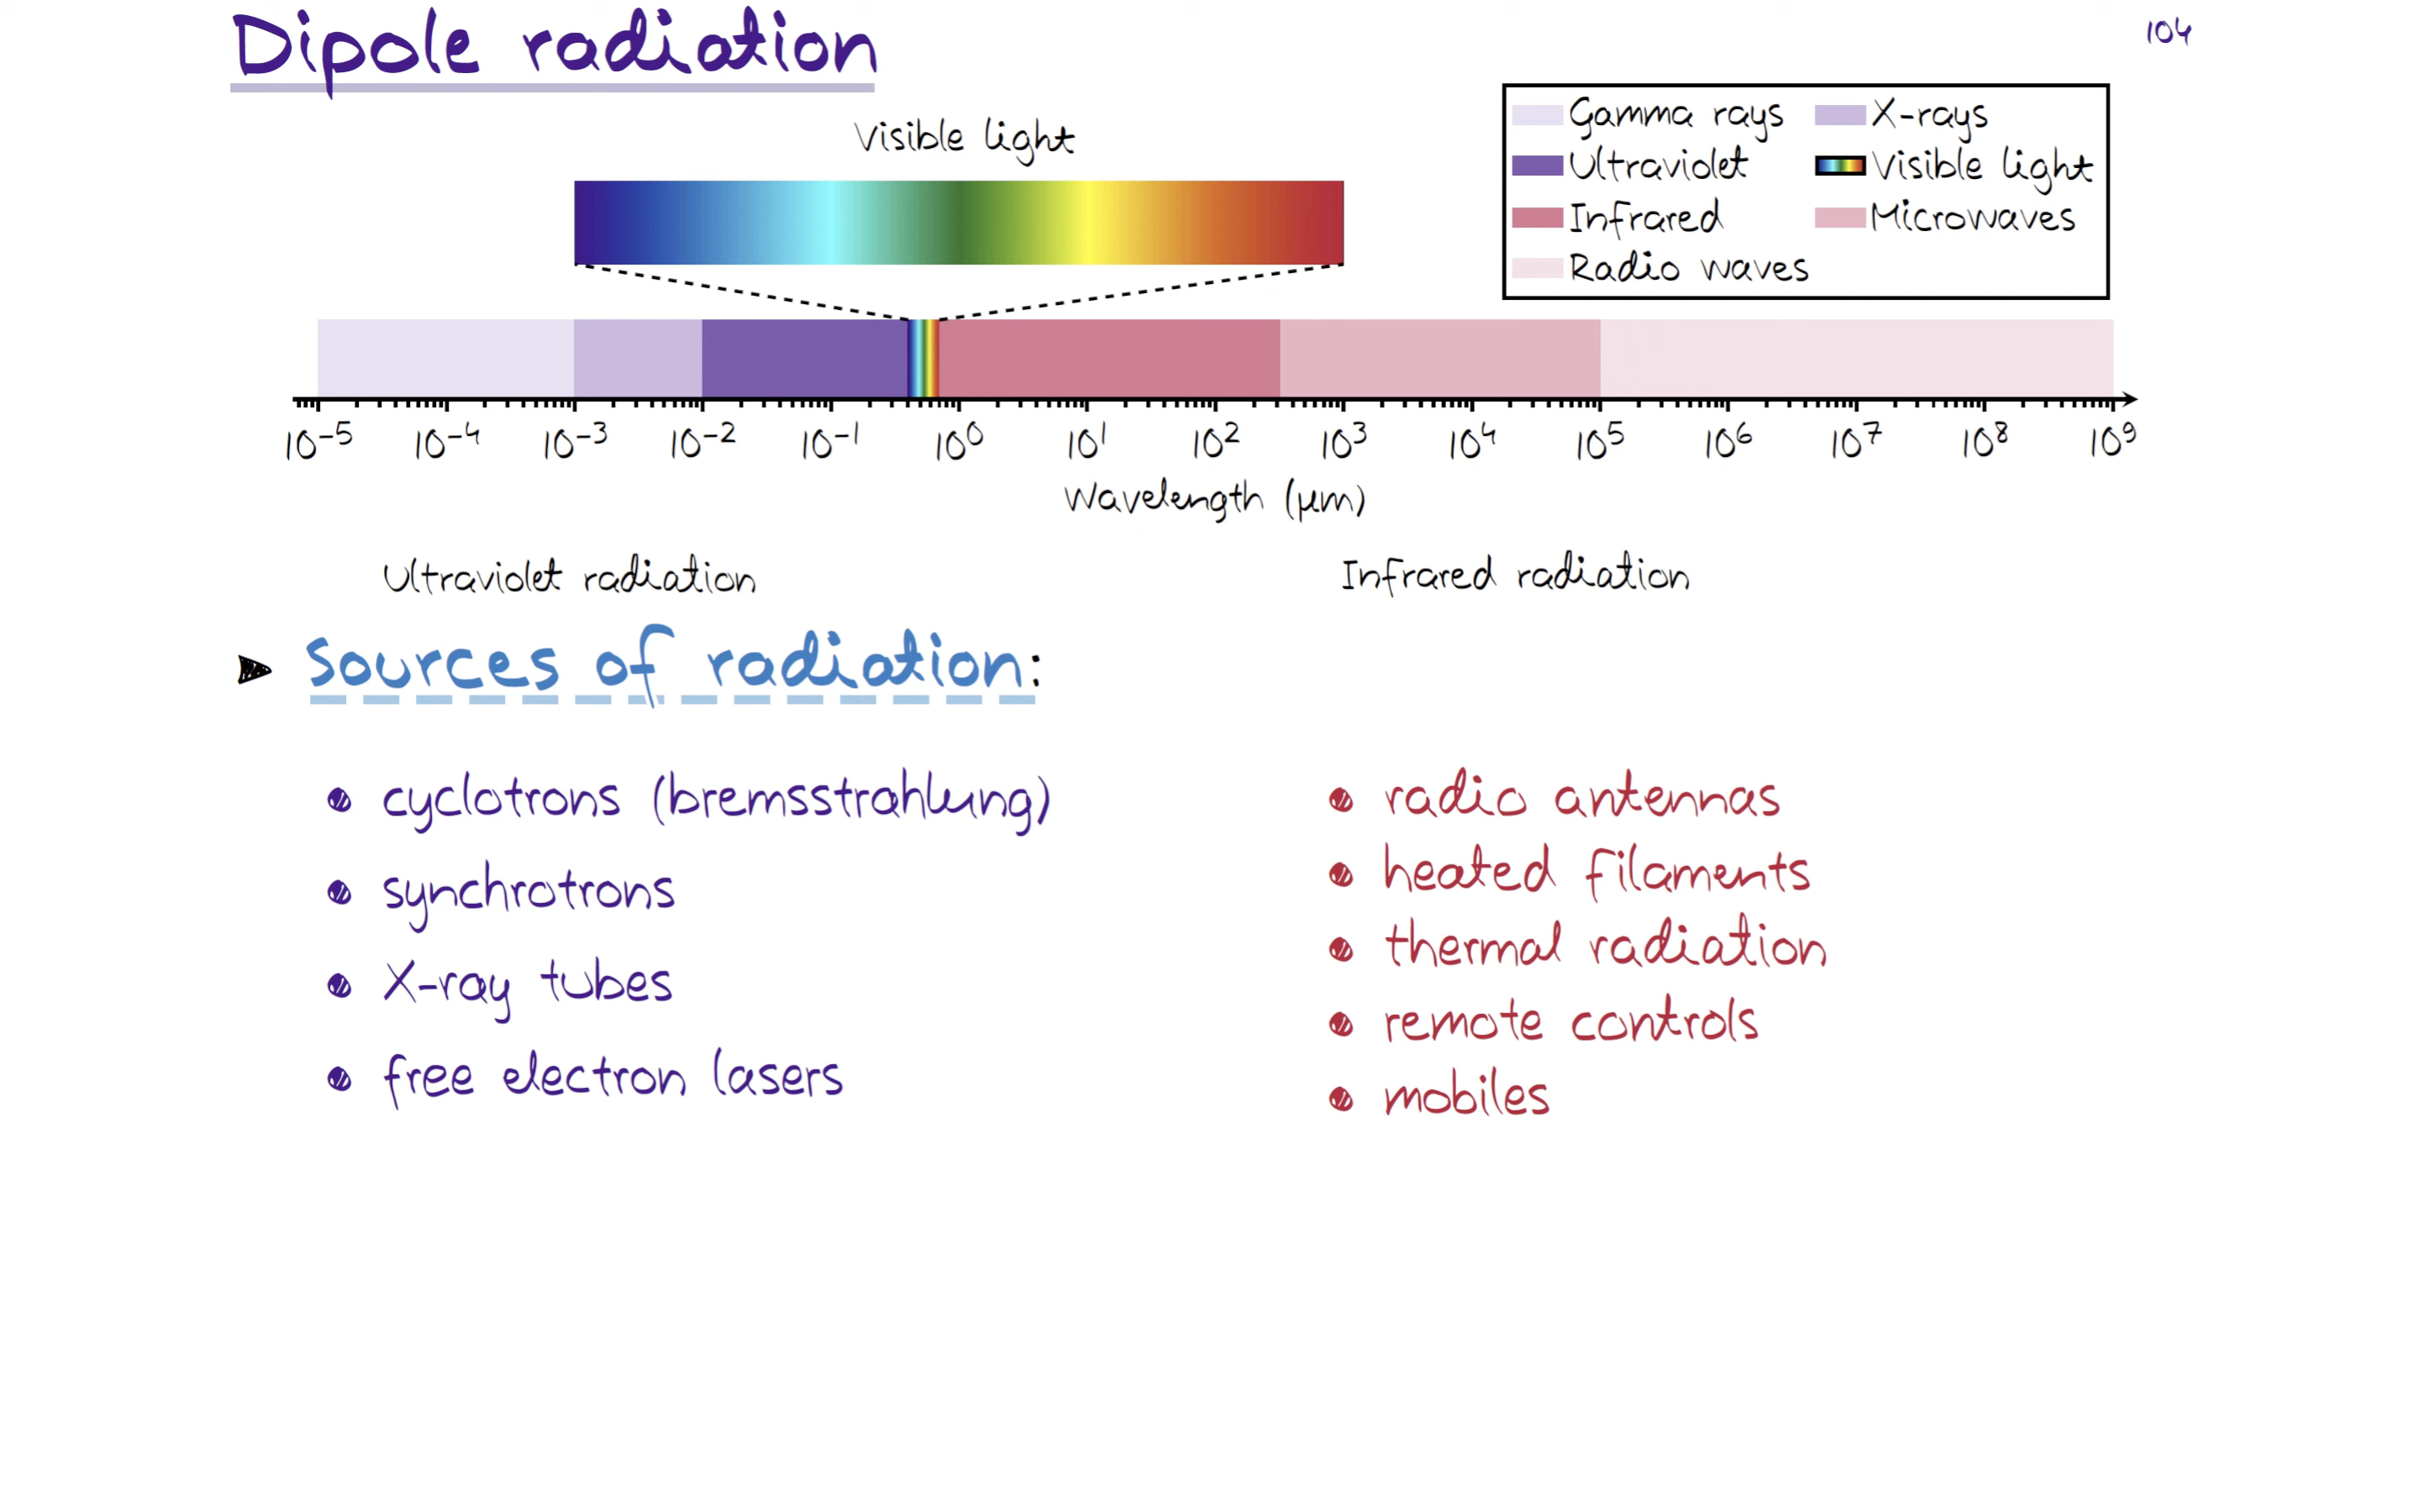 Dipole radiation
104
Visible light
Gamma rays X-rays
Ultraviolet Visible light
Infrared Microwaves
Radio waves
10⁻⁵ 10⁻⁴ 10⁻³ 10⁻² 10⁻¹ 10⁰ 10¹ 10² 10³ 10⁴ 10⁵ 10⁶ 10⁷ 10⁸ 10⁹
Wavelength (μm)
Ultraviolet radiation
Infrared radiation
Sources of radiation:
• cyclotrons (bremsstrahlung)
• synchrotrons
• X-ray tubes
• free electron lasers
• radio antennas
• heated filaments
• thermal radiation
• remote controls
• mobiles